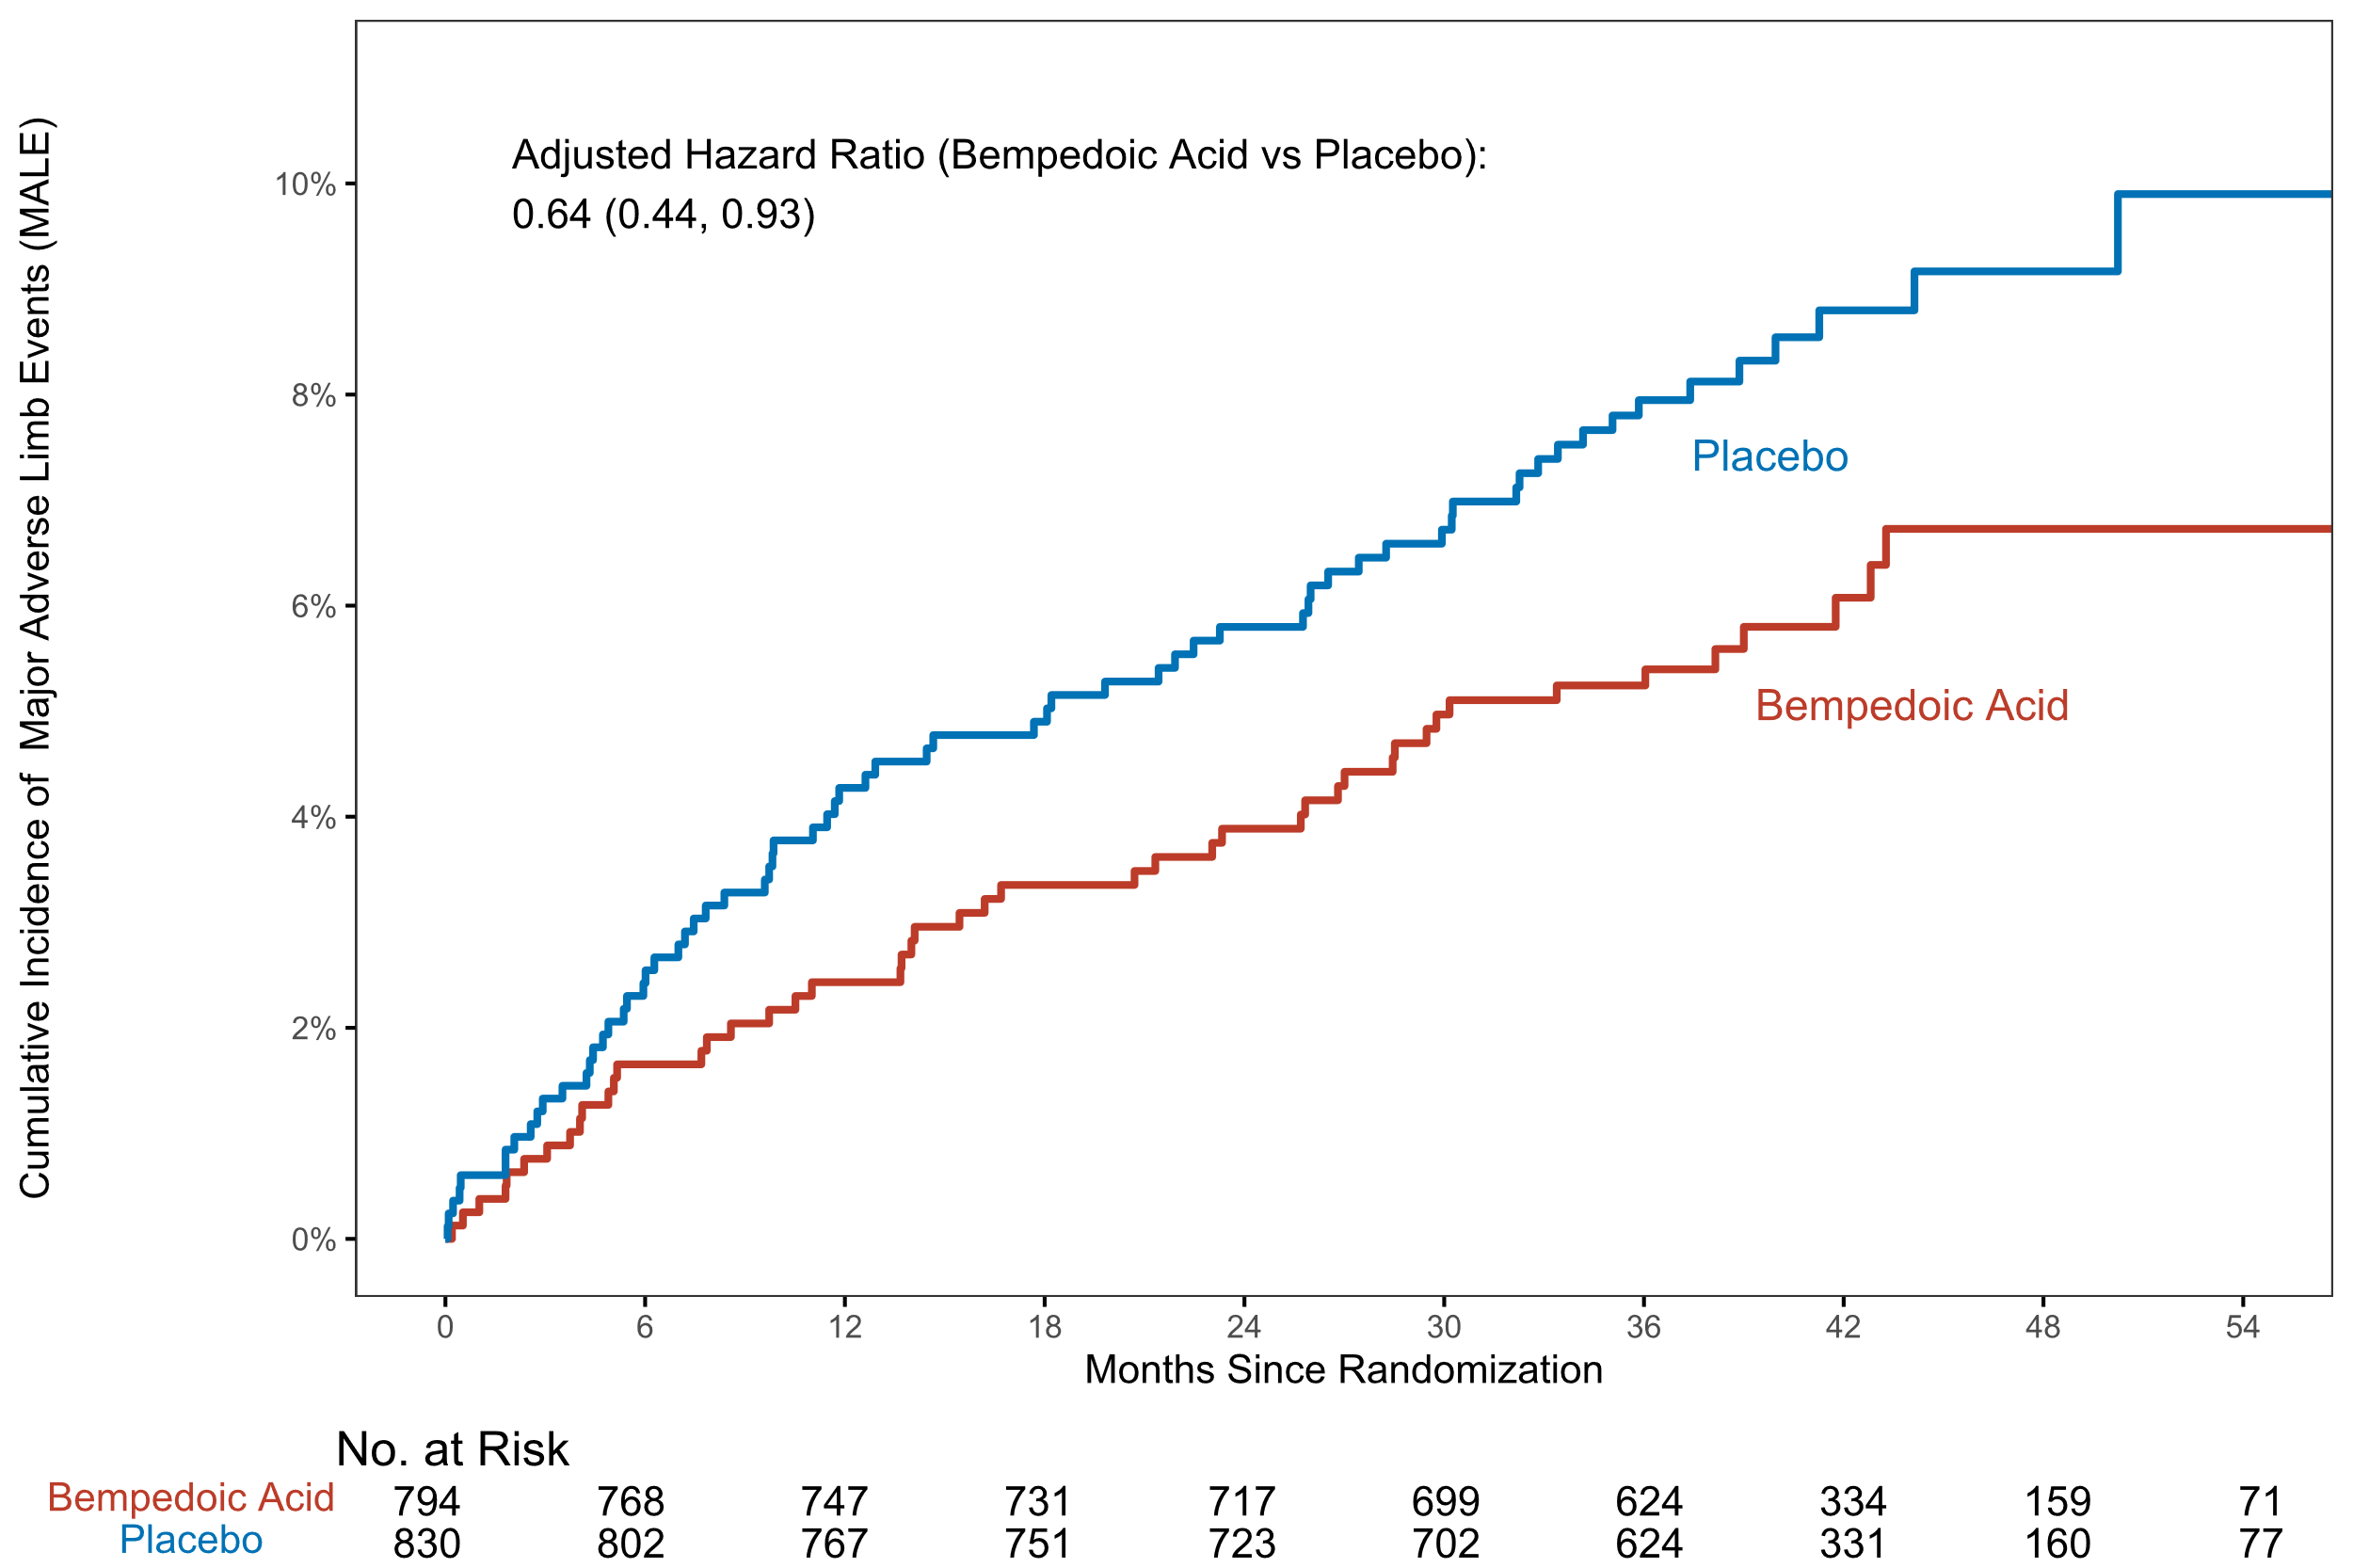 Cumulative Incidence of Major Adverse Limb Events (MALE)
Adjusted Hazard Ratio (Bempedoic Acid vs Placebo):
0.64 (0.44, 0.93)
10%
8%
6%
4%
2%
0%
Placebo
Bempedoic Acid
0 6 12 18 24 30 36 42 48 54
Months Since Randomization
No. at Risk
Bempedoic Acid 794 768 747 731 717 699 624 334 159 71
Placebo 830 802 767 751 723 702 624 331 160 77